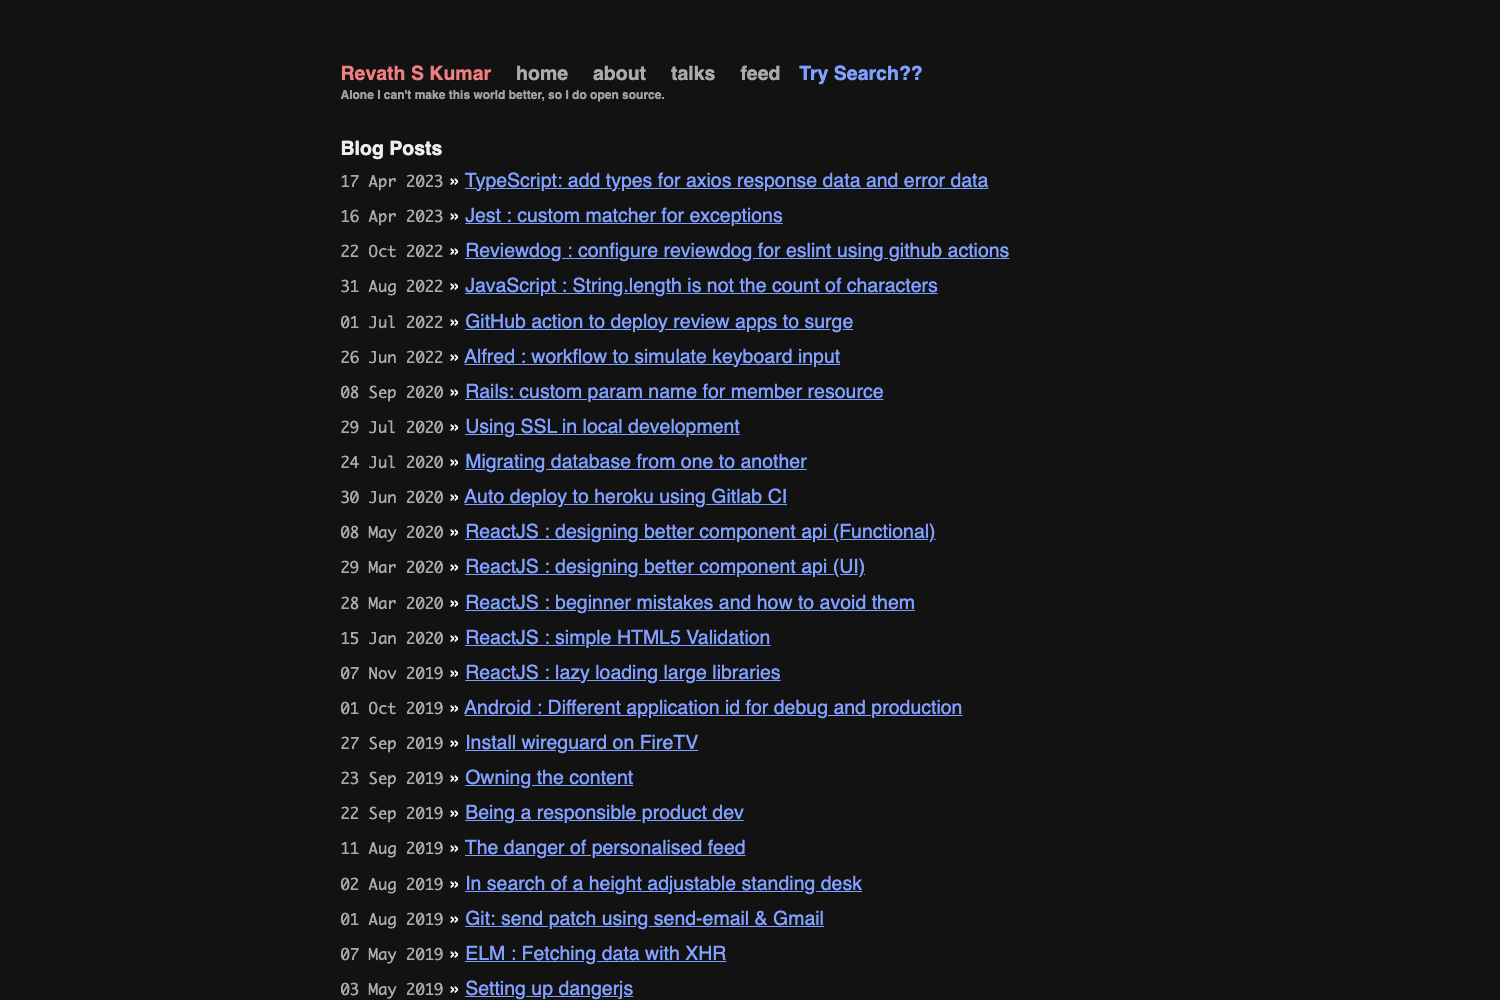 Revath S Kumar home about talks feed Try Search??
Alone I can't make this world better, so I do open source.
Blog Posts
17 Apr 2023 » TypeScript: add types for axios response data and error data
16 Apr 2023 » Jest : custom matcher for exceptions
22 Oct 2022 » Reviewdog : configure reviewdog for eslint using github actions
31 Aug 2022 » JavaScript : String.length is not the count of characters
01 Jul 2022 » GitHub action to deploy review apps to surge
26 Jun 2022 » Alfred : workflow to simulate keyboard input
08 Sep 2020 » Rails: custom param name for member resource
29 Jul 2020 » Using SSL in local development
24 Jul 2020 » Migrating database from one to another
30 Jun 2020 » Auto deploy to heroku using Gitlab CI
08 May 2020 » ReactJS : designing better component api (Functional)
29 Mar 2020 » ReactJS : designing better component api (UI)
28 Mar 2020 » ReactJS : beginner mistakes and how to avoid them
15 Jan 2020 » ReactJS : simple HTML5 Validation
07 Nov 2019 » ReactJS : lazy loading large libraries
01 Oct 2019 » Android : Different application id for debug and production
27 Sep 2019 » Install wireguard on FireTV
23 Sep 2019 » Owning the content
22 Sep 2019 » Being a responsible product dev
11 Aug 2019 » The danger of personalised feed
02 Aug 2019 » In search of a height adjustable standing desk
01 Aug 2019 » Git: send patch using send-email & Gmail
07 May 2019 » ELM : Fetching data with XHR
03 May 2019 » Setting up dangerjs